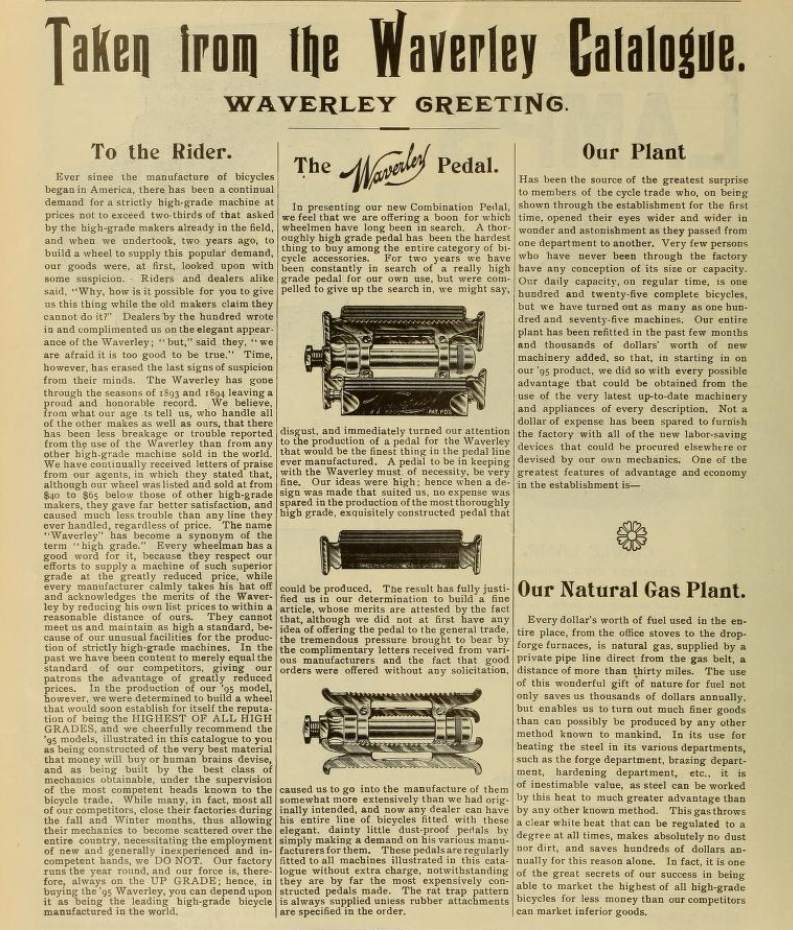 Taken from the Waverley Catalogue.
WAVERLEY GREETING.
To the Rider.
Ever sinee the manufacture of bicycles
began in America, there has been a continual
demand for a strictly high-grade machine at
prices not to exceed two-thirds of that asked
by the high-grade makers already in the field,
and when we undertook, two years ago, to
build a wheel to supply this popular demand,
our goods were, at first, looked upon with
some suspicion. Riders and dealers alike
said, "Why, how is it possible for you to give
us this thing while the old makers claim they
cannot do it?" Dealers by the hundred wrote
in and complimented us on the elegant appear-
ance of the Waverley; "but," said they, "we
are afraid it is too good to be true." Time,
however, has erased the last signs of suspicion
from their minds. The Waverley has gone
through the seasons of 1893 and 1894 leaving a
proud and honorable record. We believe,
from what our age ts tell us, who handle all
of the other makes as well as ours, that there
has been less breakage or trouble reported
from the use of the Waverley than from any
other high-grade machine sold in the world.
We have continually received letters of praise
from our agents, in which they stated that,
although our wheel was listed and sold at from
$40 to $65 below those of other high-grade
makers, they gave far better satisfaction, and
caused much less trouble than any line they
ever handled, regardless of price. The name
"Waverley" has become a synonym of the
term "high grade." Every wheelman has a
good word for it, because they respect our
efforts to supply a machine of such superior
grade at the greatly reduced price, while
every manufacturer calmly takes his hat off
and acknowledges the merits of the Waver-
ley by reducing his own list prices to within a
reasonable distance of ours. They cannot
meet us and maintain as high a standard, be-
cause of our unusual facilities for the produc-
tion of strictly high-grade machines. In the
past we have been content to merely equal the
standard of our competitors, giving our
patrons the advantage of greatly reduced
prices. In the production of our '95 model,
however, we were determined to build a wheel
that would soon establish for itself the reputa-
tion of being the HIGHEST OF ALL HIGH
GRADES, and we cheerfully recommend the
'95 models, illustrated in this catalogue to you
as being constructed of the very best material
that money will buy or human brains devise,
and as being built by the best class of
mechanics obtainable, under the supervision
of the most competent heads known to the
bicycle trade. While many, in fact, most all
of our competitors, close their factories during
the fall and Winter months, thus allowing
their mechanics to become scattered over the
entire country, necessitating the employment
of new and generally inexperienced and in-
competent hands, we DO NOT. Our factory
runs the year round, and our force is, there-
fore, always on the UP GRADE; hence, in
buying the '95 Waverley, you can depend upon
it as being the leading high-grade bicycle
manufactured in the world.
The Waverley Pedal.
In presenting our new Combination Pedal,
we feel that we are offering a boon for which
wheelmen have long been in search. A thor-
oughly high grade pedal has been the hardest
thing to buy among the entire category of bi-
cycle accessories. For two years we have
been constantly in search of a really high
grade pedal for our own use, but were com-
pelled to give up the search in, we might say,
PAT. PDG.
disgust, and immediately turned our attention
to the production of a pedal for the Waverley
that would be the finest thing in the pedal line
ever manufactured. A pedal to be in keeping
with the Waverley must of necessity, be very
fine. Our ideas were high; hence when a de-
sign was made that suited us, no expense was
spared in the production of the most thoroughly
high grade, exquisitely constructed pedal that
could be produced. The result has fully justi-
fied us in our determination to build a fine
article, whose merits are attested by the fact
that, although we did not at first have any
idea of offering the pedal to the general trade,
the tremendous pressure brought to bear by
the complimentary letters received from vari-
ous manufacturers and the fact that good
orders were offered without any solicitation,
caused us to go into the manufacture of them
somewhat more extensively than we had orig-
inally intended, and now any dealer can have
his entire line of bicycles fitted with these
elegant, dainty little dust-proof pedals by
simply making a demand on his various manu-
facturers for them. These pedals are regularly
fitted to all machines illustrated in this cata-
logue without extra charge, notwithstanding
they are by far the most expensively con-
structed pedals made. The rat trap pattern
is always supplied unless rubber attachments
are specified in the order.
Our Plant
Has been the source of the greatest surprise
to members of the cycle trade who, on being
shown through the establishment for the first
time, opened their eyes wider and wider in
wonder and astonishment as they passed from
one department to another. Very few persons
who have never been through the factory
have any conception of its size or capacity.
Our daily capacity, on regular time, is one
hundred and twenty-five complete bicycles,
but we have turned out as many as one hun-
dred and seventy-five machines. Our entire
plant has been refitted in the past few months
and thousands of dollars' worth of new
machinery added, so that, in starting in on
our '95 product, we did so with every possible
advantage that could be obtained from the
use of the very latest up-to-date machinery
and appliances of every description. Not a
dollar of expense has been spared to furnish
the factory with all of the new labor-saving
devices that could be procured elsewhere or
devised by our own mechanics. One of the
greatest features of advantage and economy
in the establishment is—
Our Natural Gas Plant.
Every dollar's worth of fuel used in the en-
tire place, from the office stoves to the drop-
forge furnaces, is natural gas, supplied by a
private pipe line direct from the gas belt, a
distance of more than thirty miles. The use
of this wonderful gift of nature for fuel not
only saves us thousands of dollars annually,
but enables us to turn out much finer goods
than can possibly be produced by any other
method known to mankind. In its use for
heating the steel in its various departments,
such as the forge department, brazing depart-
ment, hardening department, etc., it is
of inestimable value, as steel can be worked
by this heat to much greater advantage than
by any other known method. This gas throws
a clear white heat that can be regulated to a
degree at all times, makes absolutely no dust
nor dirt, and saves hundreds of dollars an-
nually for this reason alone. In fact, it is one
of the great secrets of our success in being
able to market the highest of all high-grade
bicycles for less money than our competitors
can market inferior goods.